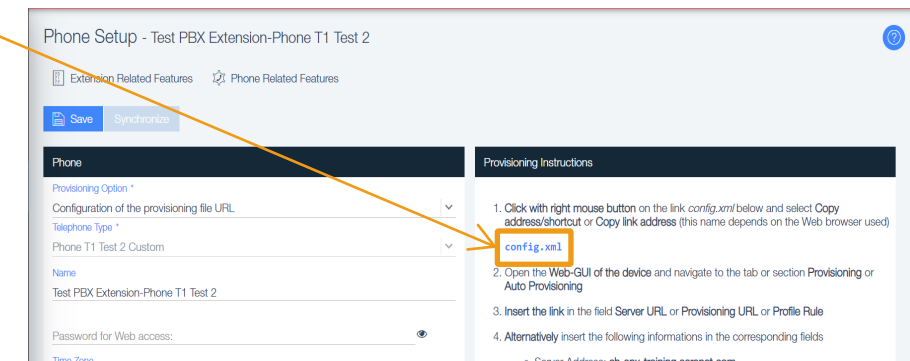 Phone Setup - Test PBX Extension-Phone T1 Test 2
Extension Related Features
Phone Related Features
Save
Synchronize
Phone
Provisioning Option *
Configuration of the provisioning file URL
Telephone Type *
Phone T1 Test 2 Custom
Name
Test PBX Extension-Phone T1 Test 2
Password for Web access:
Time Zone
Provisioning Instructions
1. Click with right mouse button on the link config.xml below and select Copy
address/shortcut or Copy link address (this name depends on the Web browser used)
config.xml
2. Open the Web-GUI of the device and navigate to the tab or section Provisioning or
Auto Provisioning
3. Insert the link in the field Server URL or Provisioning URL or Profile Rule
4. Alternatively insert the following informations in the corresponding fields
Server Address: